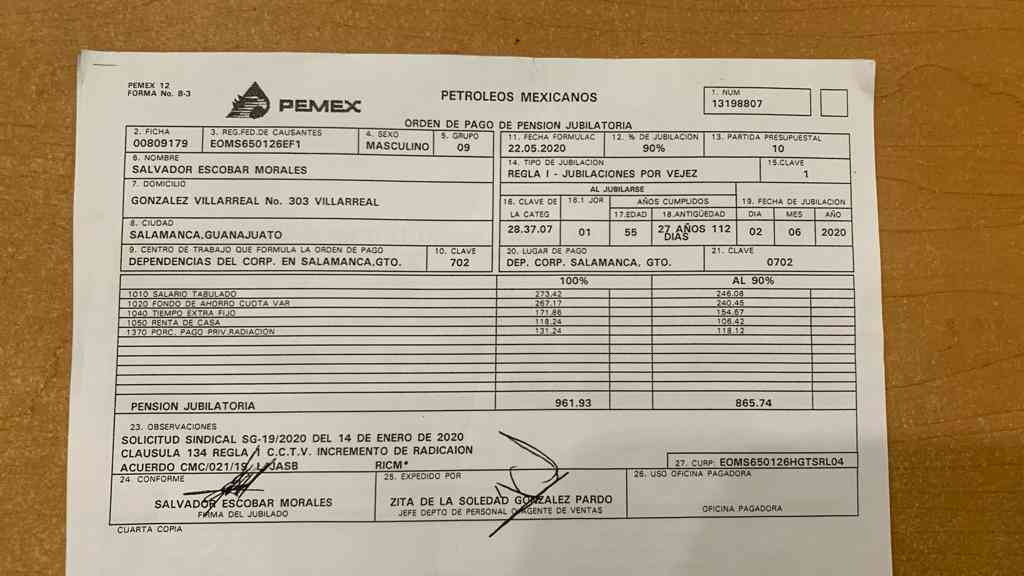 PEMEX 12
FORMA No. 8-3
PEMEX
PETROLEOS MEXICANOS
1. NUM
13198807
ORDEN DE PAGO DE PENSION JUBILATORIA
2. FICHA
00809179
3. REG.FED.DE CAUSANTES
EOMS650126EF1
4. SEXO
MASCULINO
5. GRUPO
09
11. FECHA FORMULAC
22.05.2020
12. % DE JUBILACION
90%
13. PARTIDA PRESUPUESTAL
10
6. NOMBRE
SALVADOR ESCOBAR MORALES
14. TIPO DE JUBILACION
REGLA I - JUBILACIONES POR VEJEZ
15.CLAVE
1
7. DOMICILIO
GONZALEZ VILLARREAL No. 303 VILLARREAL
AL JUBILARSE
16. CLAVE DE
LA CATEG
28.37.07
16.1 JOR
01
AÑOS CUMPLIDOS
17.EDAD
55
18.ANTIGÜEDAD
27 AÑOS 112
DIAS
19. FECHA DE JUBILACION
DIA MES AÑO
02 06 2020
8. CIUDAD
SALAMANCA,GUANAJUATO
9. CENTRO DE TRABAJO QUE FORMULA LA ORDEN DE PAGO
DEPENDENCIAS DEL CORP. EN SALAMANCA,GTO.
10. CLAVE
702
20. LUGAR DE PAGO
DEP. CORP. SALAMANCA, GTO.
21. CLAVE
0702
100% AL 90%
1010 SALARIO TABULADO 273.42 246.08
1020 FONDO DE AHORRO CUOTA VAR 267.17 240.45
1040 TIEMPO EXTRA FIJO 171.86 154.67
1050 RENTA DE CASA 118.24 106.42
1370 PORC. PAGO PRIV.RADIACION 131.24 118.12
PENSION JUBILATORIA 961.93 865.74
23. OBSERVACIONES
SOLICITUD SINDICAL SG-19/2020 DEL 14 DE ENERO DE 2020
CLAUSULA 134 REGLA I C.C.T.V. INCREMENTO DE RADICAION
ACUERDO CMC/021/19 JASB RICM*
27. CURP: EOMS650126HGTSRL04
24 CONFORME
SALVADOR ESCOBAR MORALES
FIRMA DEL JUBILADO
25. EXPEDIDO POR
ZITA DE LA SOLEDAD GONZALEZ PARDO
JEFE DEPTO DE PERSONAL O AGENTE DE VENTAS
26. USO OFICINA PAGADORA
OFICINA PAGADORA
CUARTA COPIA